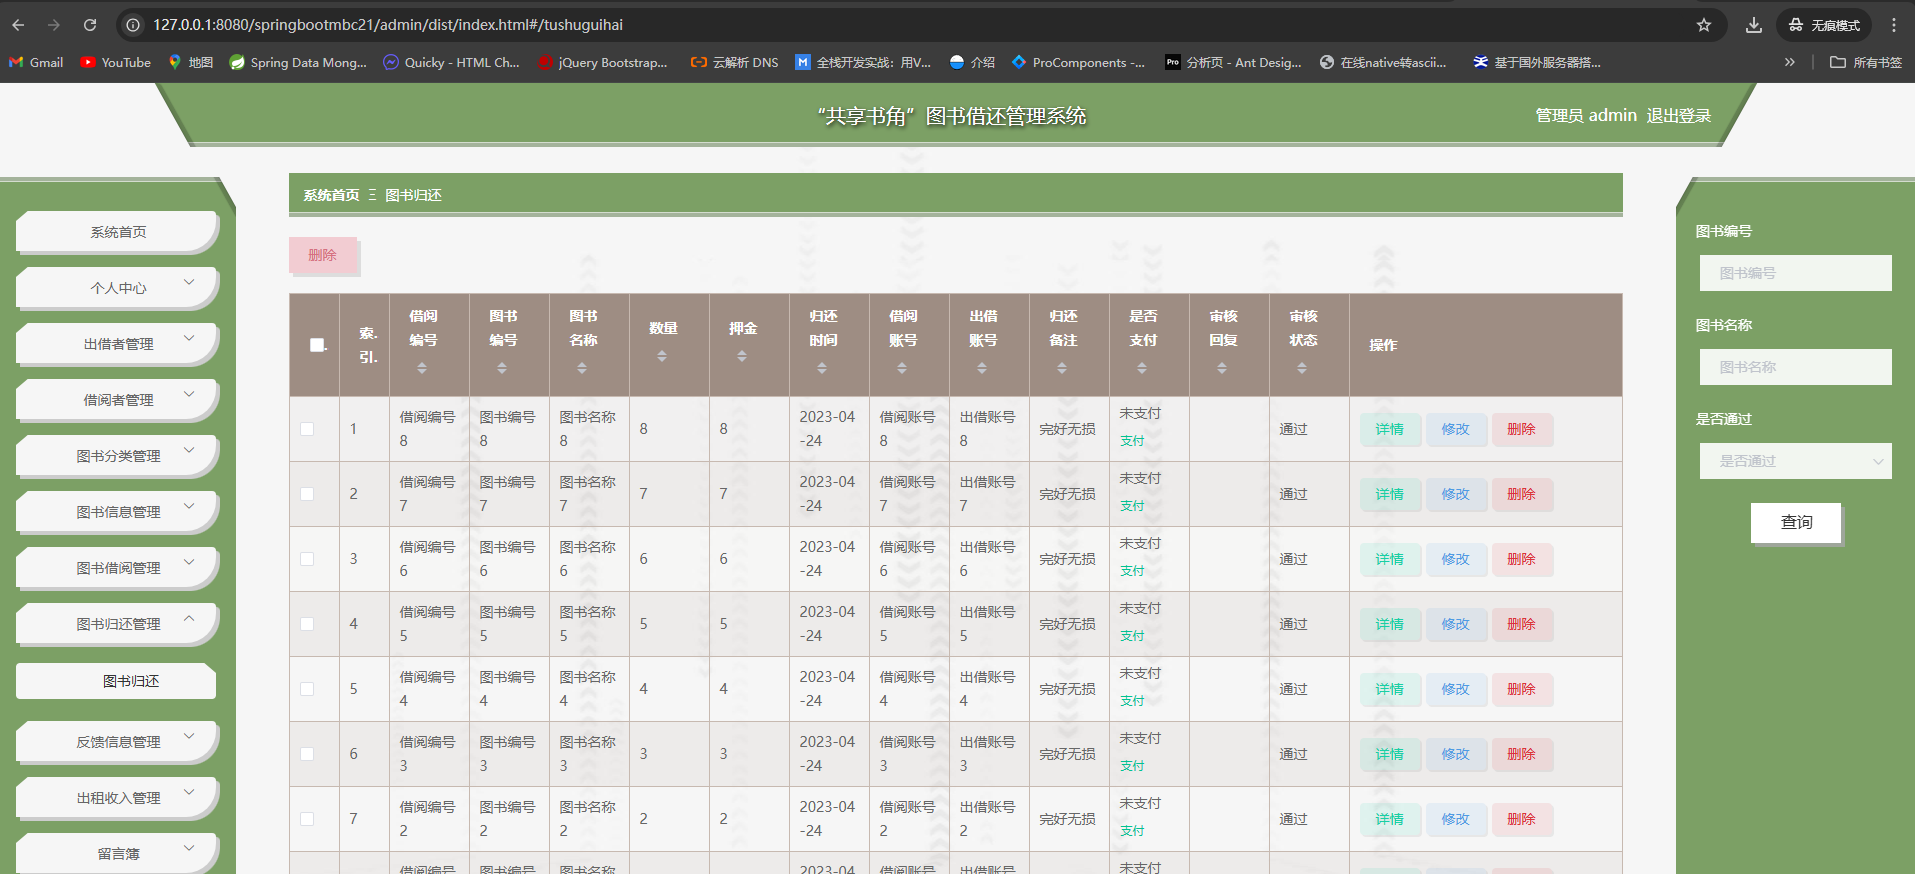 127.0.0.1:8080/springbootmbc21/admin/dist/index.html#/tushuguihai
无痕模式
Gmail YouTube 地图 Spring Data Mong... Quicky - HTML Ch... jQuery Bootstrap... 云解析 DNS 全栈开发实战：用V... 介绍 ProComponents -... 分析页 - Ant Desig... 在线native转ascii... 基于国外服务器搭... 所有书签
“共享书角”图书借还管理系统
管理员 admin 退出登录
系统首页
个人中心
出借者管理
借阅者管理
图书分类管理
图书信息管理
图书借阅管理
图书归还管理
图书归还
反馈信息管理
出租收入管理
留言簿
系统首页 Ξ 图书归还
删除
索引. 借阅编号 图书编号 图书名称 数量 押金 归还时间 借阅账号 出借账号 归还备注 是否支付 审核回复 审核状态 操作
1 借阅编号8 图书编号8 图书名称8 8 8 2023-04-24 借阅账号8 出借账号8 完好无损 未支付 支付 通过 详情 修改 删除
2 借阅编号7 图书编号7 图书名称7 7 7 2023-04-24 借阅账号7 出借账号7 完好无损 未支付 支付 通过 详情 修改 删除
3 借阅编号6 图书编号6 图书名称6 6 6 2023-04-24 借阅账号6 出借账号6 完好无损 未支付 支付 通过 详情 修改 删除
4 借阅编号5 图书编号5 图书名称5 5 5 2023-04-24 借阅账号5 出借账号5 完好无损 未支付 支付 通过 详情 修改 删除
5 借阅编号4 图书编号4 图书名称4 4 4 2023-04-24 借阅账号4 出借账号4 完好无损 未支付 支付 通过 详情 修改 删除
6 借阅编号3 图书编号3 图书名称3 3 3 2023-04-24 借阅账号3 出借账号3 完好无损 未支付 支付 通过 详情 修改 删除
7 借阅编号2 图书编号2 图书名称2 2 2 2023-04-24 借阅账号2 出借账号2 完好无损 未支付 支付 通过 详情 修改 删除
借阅编号 图书编号 图书名称 2023-04 借阅账号 出借账号 未支付
图书编号
图书编号
图书名称
图书名称
是否通过
是否通过
查询